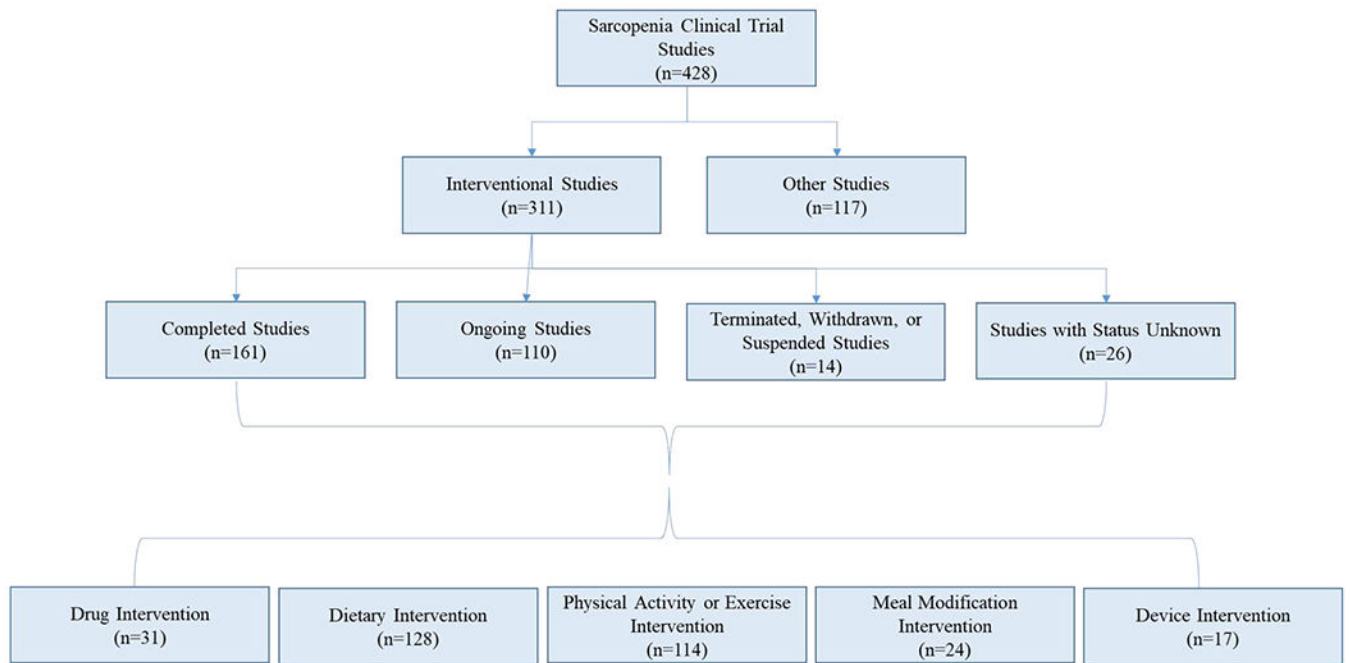 Sarcopenia Clinical Trial
Studies
(n=428)
Interventional Studies
(n=311)
Other Studies
(n=117)
Completed Studies
(n=161)
Ongoing Studies
(n=110)
Terminated, Withdrawn, or
Suspended Studies
(n=14)
Studies with Status Unknown
(n=26)
Drug Intervention
(n=31)
Dietary Intervention
(n=128)
Physical Activity or Exercise
Intervention
(n=114)
Meal Modification
Intervention
(n=24)
Device Intervention
(n=17)